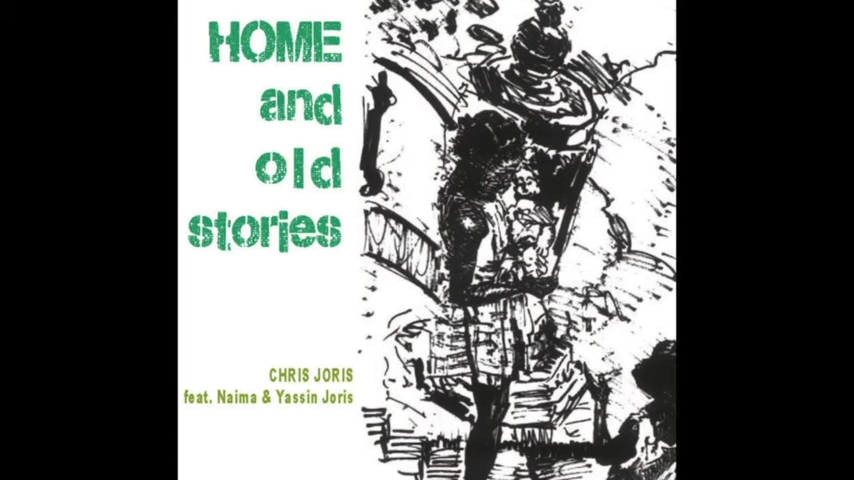 HOME
and
old
stories
CHRIS JORIS
feat. Naima & Yassin Joris